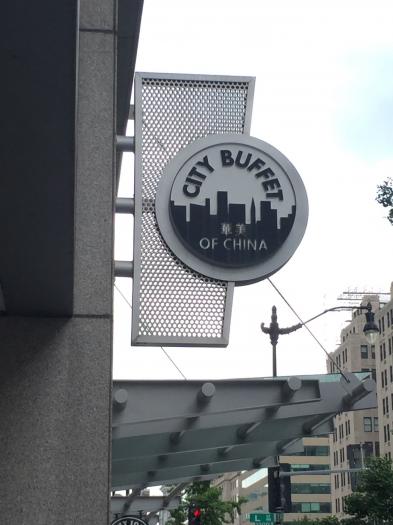 CITY BUFFET
華美
OF CHINA
L